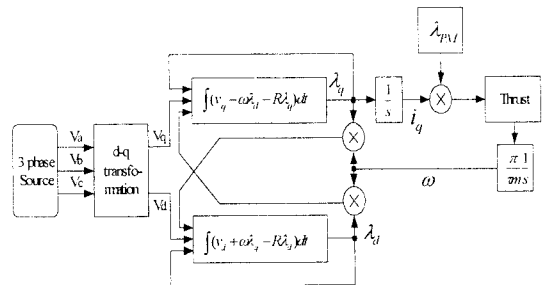 λ_PM
λ_q
∫(v_q − ωλ_d − Rλ_q)dt
1
s
i_q
×
Thrust
Va
Vb
Vc
3 phase
Source
d-q
transfo-
rmation
Vq
Vd
×
ω
π 1
τms
×
∫(v_d + ωλ_q − Rλ_d)dt
λ_d